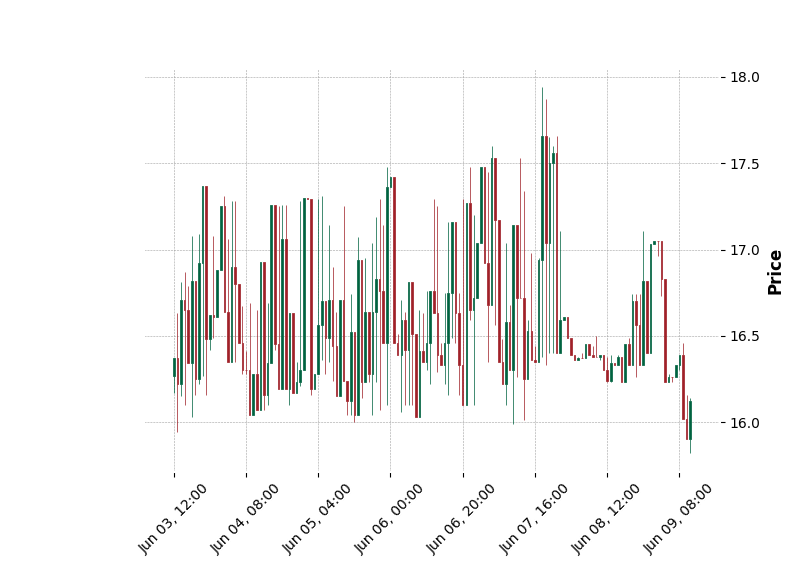 18.0
17.5
17.0
16.5
16.0
Price
Jun 03, 12:00
Jun 04, 08:00
Jun 05, 04:00
Jun 06, 00:00
Jun 06, 20:00
Jun 07, 16:00
Jun 08, 12:00
Jun 09, 08:00